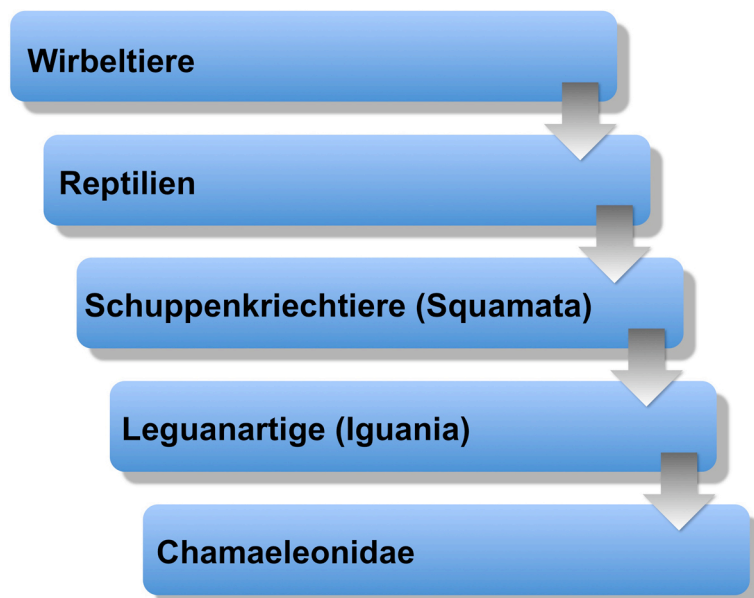 Wirbeltiere
Reptilien
Schuppenkriechtiere (Squamata)
Leguanartige (Iguania)
Chamaeleonidae